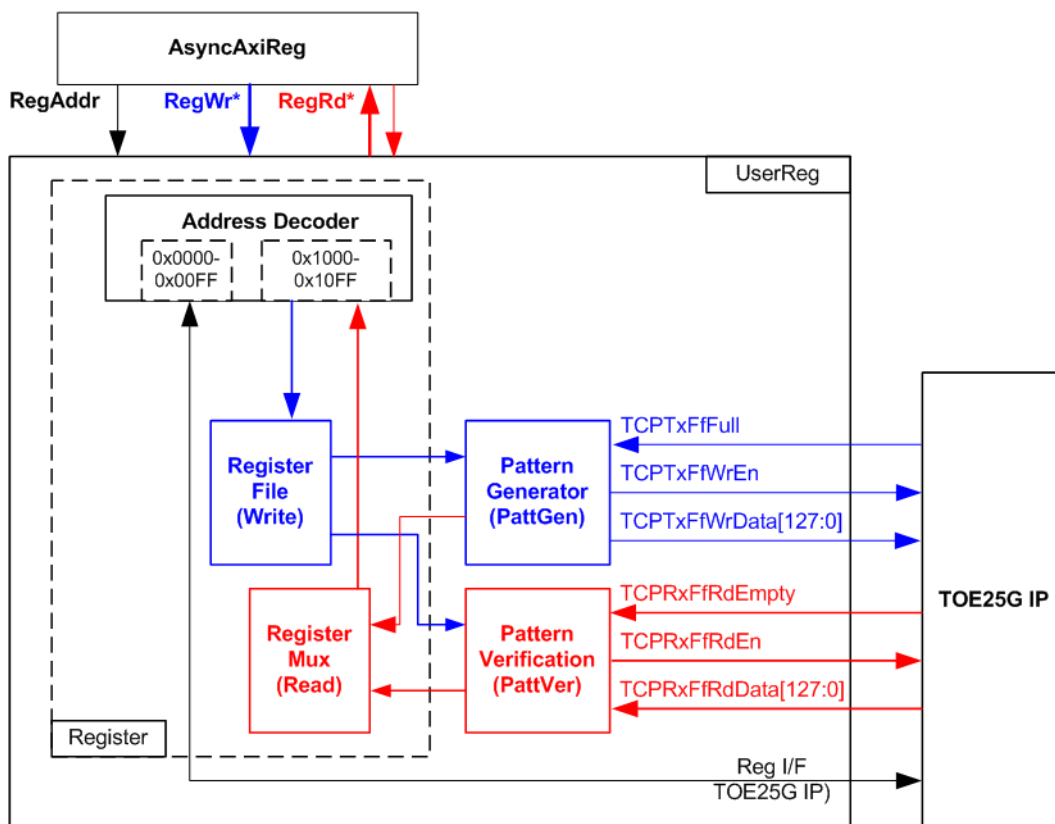 AsyncAxiReg
RegAddr
RegWr*
RegRd*
UserReg
Address Decoder
0x0000-
0x00FF
0x1000-
0x10FF
Register
File
(Write)
Pattern
Generator
(PattGen)
TCPTxFfFull
TCPTxFfWrEn
TCPTxFfWrData[127:0]
Register
Mux
(Read)
Pattern
Verification
(PattVer)
TCPRxFfRdEmpty
TCPRxFfRdEn
TCPRxFfRdData[127:0]
TOE25G IP
Register
Reg I/F
TOE25G IP)